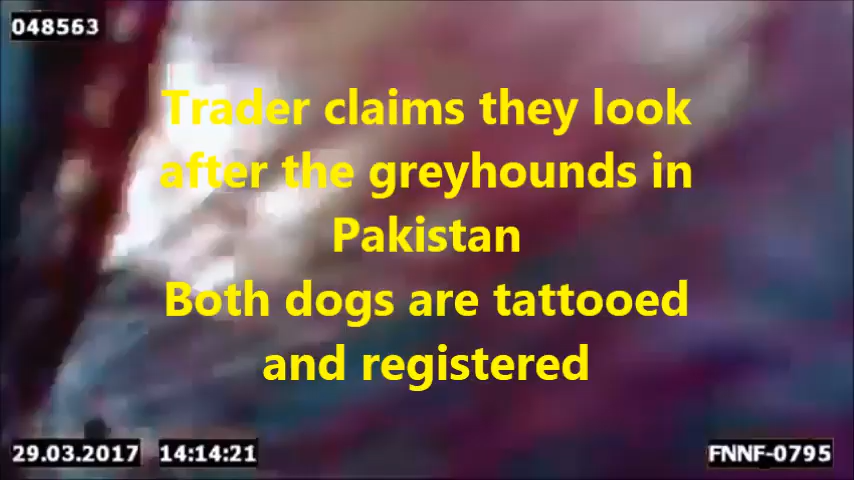 048563
Trader claims they look
after the greyhounds in
Pakistan
Both dogs are tattooed
and registered
29.03.2017 14:14:21 FNNF-0795